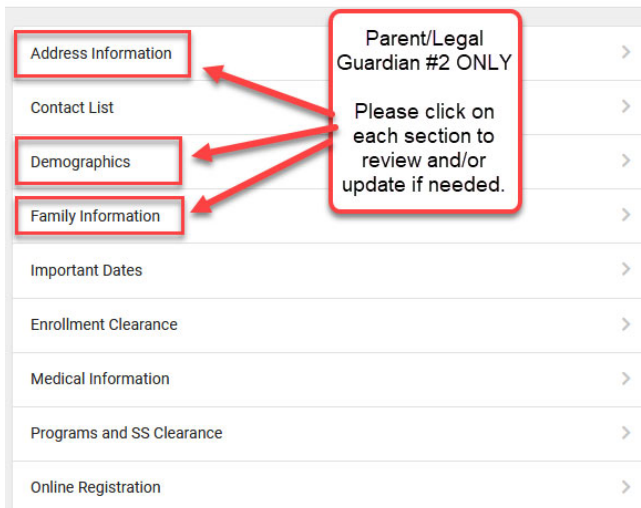 Address Information
Contact List
Demographics
Family Information
Important Dates
Enrollment Clearance
Medical Information
Programs and SS Clearance
Online Registration
Parent/Legal
Guardian #2 ONLY
Please click on
each section to
review and/or
update if needed.